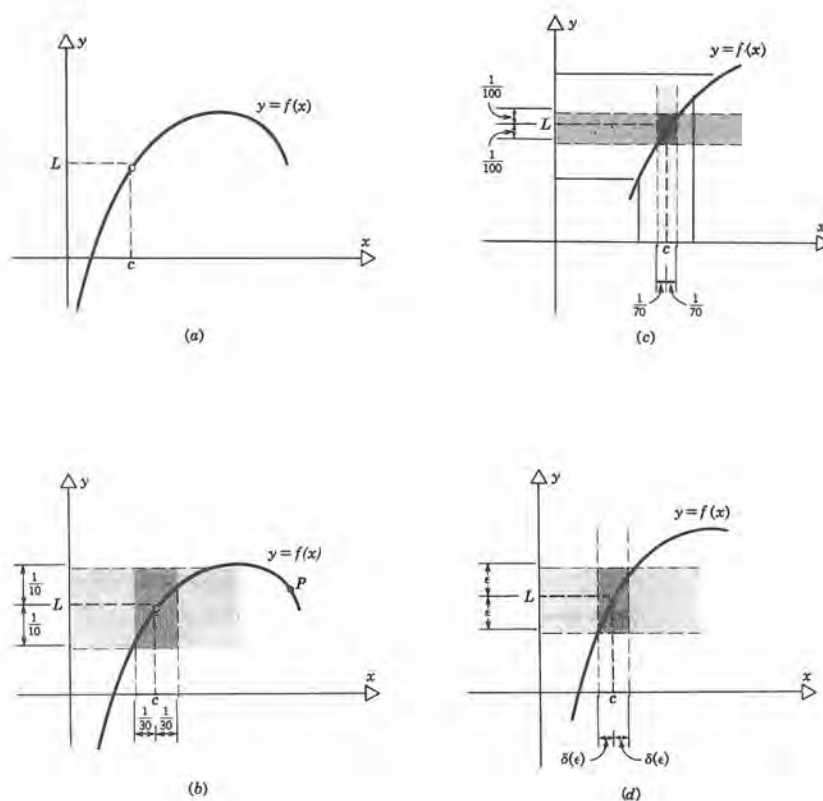 y
y = f(x)
L
x
c
(a)
y
y = f(x)
1/100
L
1/100
x
c
1/70 1/70
(c)
y
y = f(x)
P
1/10
L
1/10
x
c
1/30 1/30
(b)
y
y = f(x)
ε
L
ε
x
c
δ(ε) δ(ε)
(d)